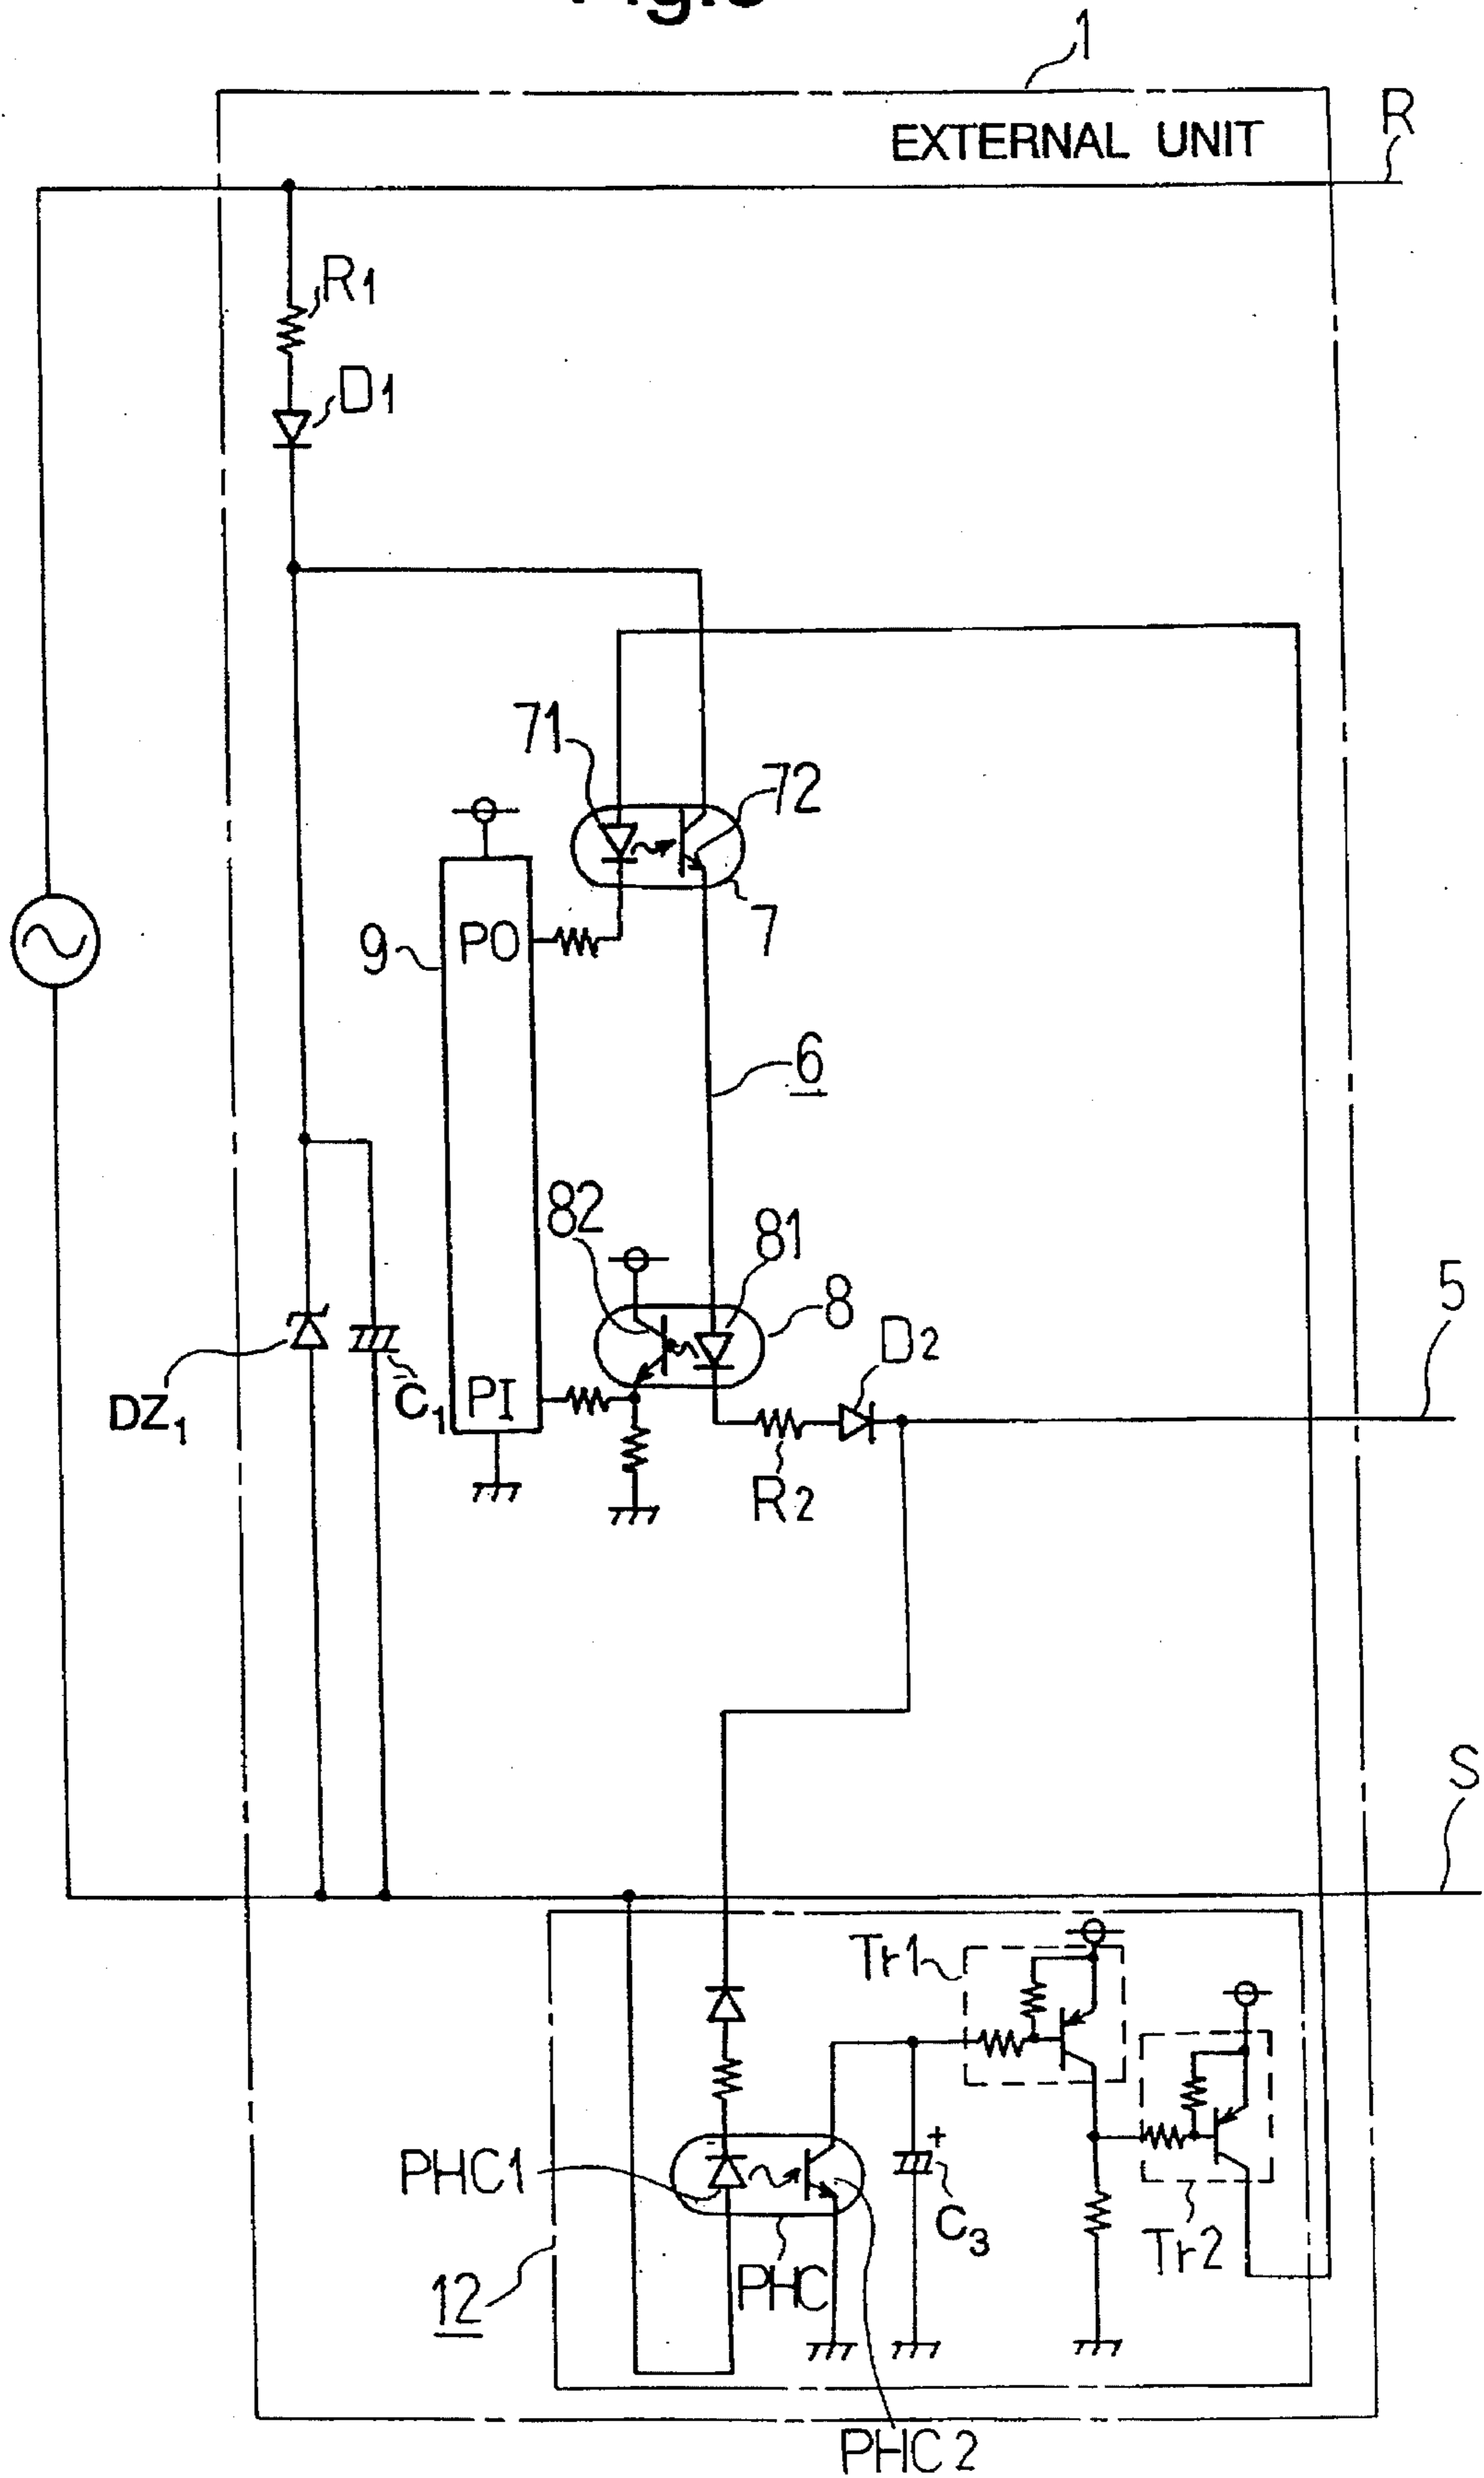 1
R
EXTERNAL UNIT
R1
D1
71
72
7
9
PO
6
82
81
8
D2
5
DZ1
C1
PI
R2
S
Tr1
PHC1
+
C3
Tr2
PHC
12
PHC2